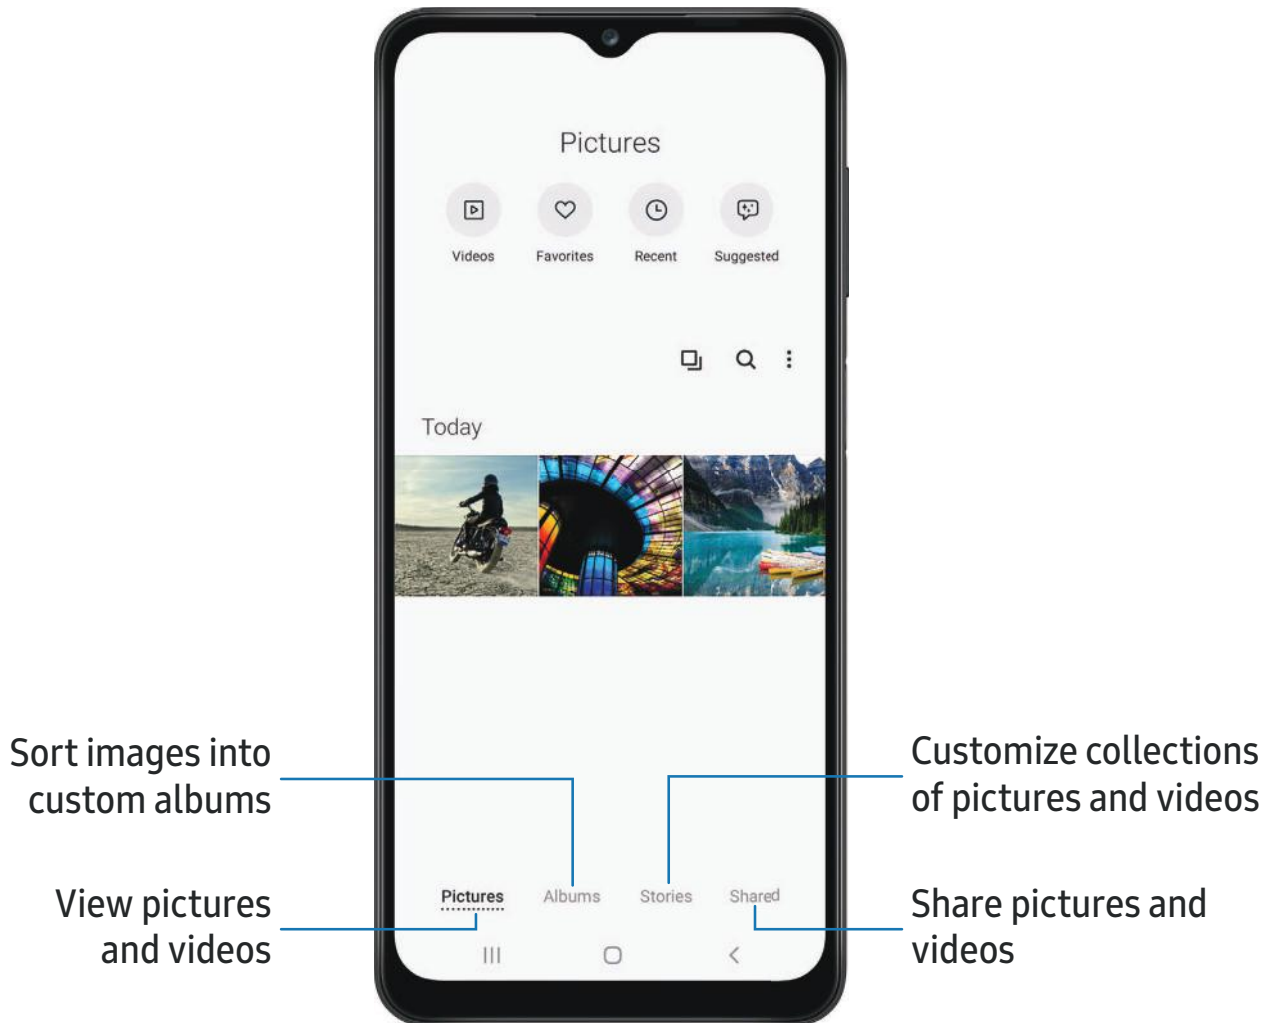 Pictures
Videos Favorites Recent Suggested
Today
Sort images into
custom albums
Customize collections
of pictures and videos
Pictures Albums Stories Shared
View pictures
and videos
Share pictures and
videos